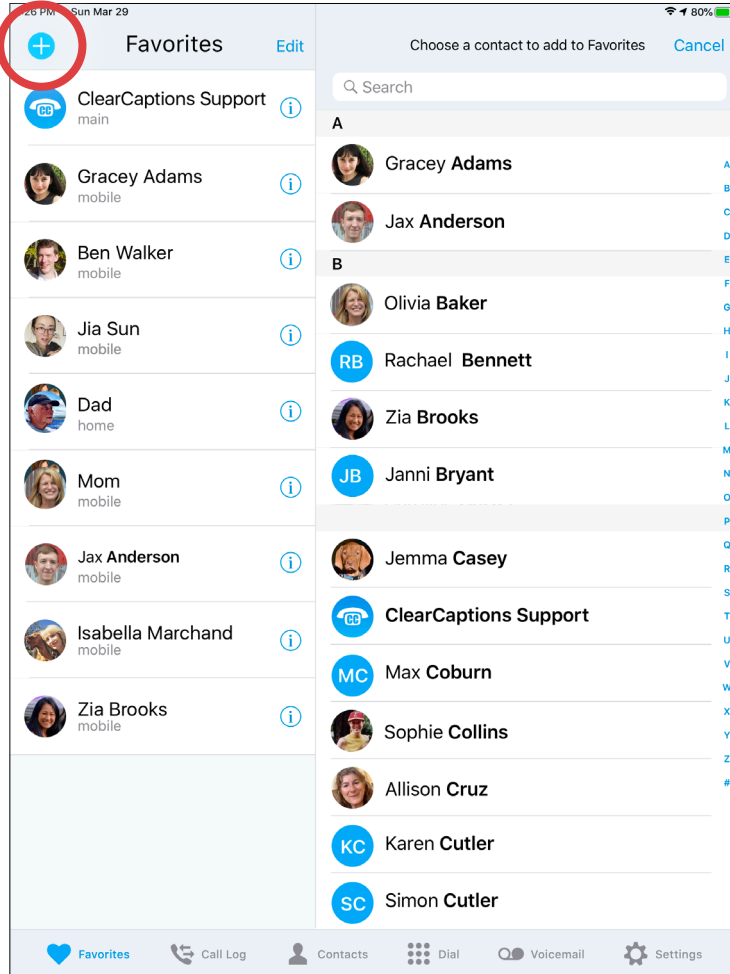 :26 PM Sun Mar 29
80%
Favorites
Edit
ClearCaptions Support
main
Gracey Adams
mobile
Ben Walker
mobile
Jia Sun
mobile
Dad
home
Mom
mobile
Jax Anderson
mobile
Isabella Marchand
mobile
Zia Brooks
mobile
Choose a contact to add to Favorites
Cancel
Search
A
Gracey Adams
Jax Anderson
B
Olivia Baker
RB
Rachael Bennett
Zia Brooks
JB
Janni Bryant
Jemma Casey
CC
ClearCaptions Support
MC
Max Coburn
Sophie Collins
Allison Cruz
KC
Karen Cutler
SC
Simon Cutler
A
B
C
D
E
F
G
H
I
J
K
L
M
N
O
P
Q
R
S
T
U
V
W
X
Y
Z
#
Favorites
Call Log
Contacts
Dial
Voicemail
Settings